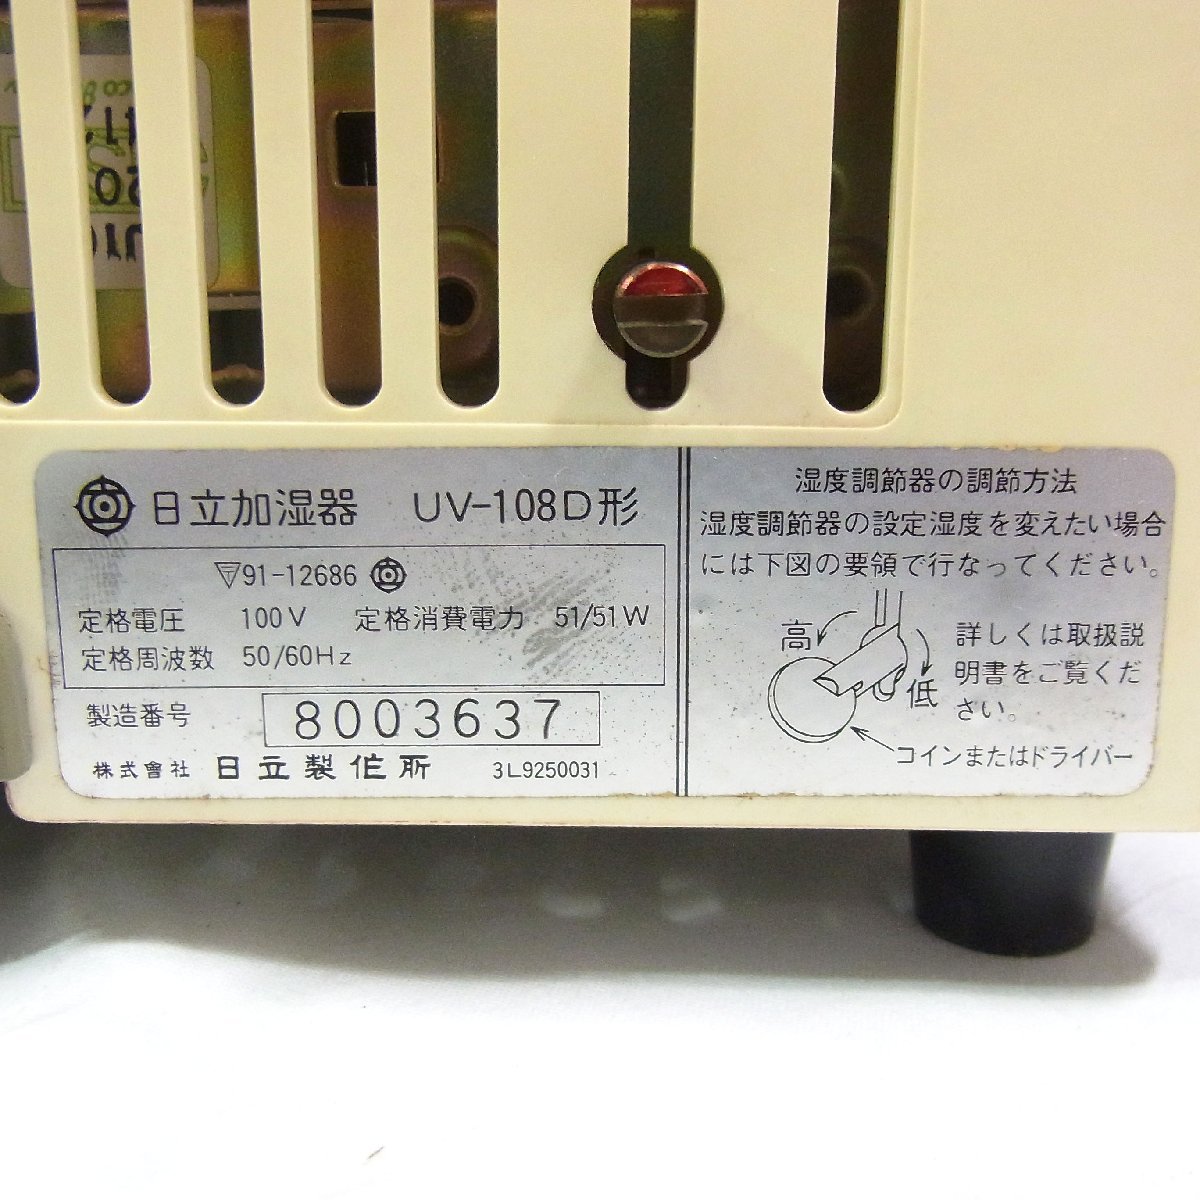 日立加湿器 UV-108D形
▽91-12686
定格電圧 100V 定格消費電力 51/51W
定格周波数 50/60Hz
製造番号 8003637
株式會社 日立製作所 3L9250031
湿度調節器の調節方法
湿度調節器の設定湿度を変えたい場合
には下図の要領で行なってください。
高
低
詳しくは取扱説
明書をご覧くだ
さい。
コインまたはドライバー